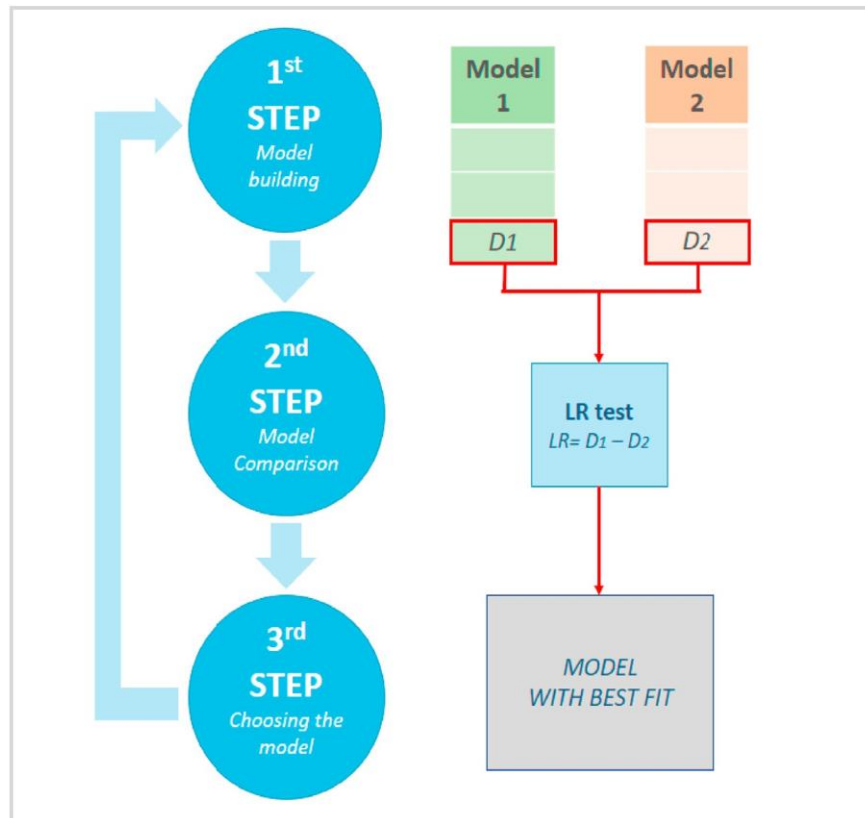 1st
STEP
Model
building
2nd
STEP
Model
Comparison
3rd
STEP
Choosing the
model
Model
1
Model
2
D1
D2
LR test
LR= D1 – D2
MODEL
WITH BEST FIT